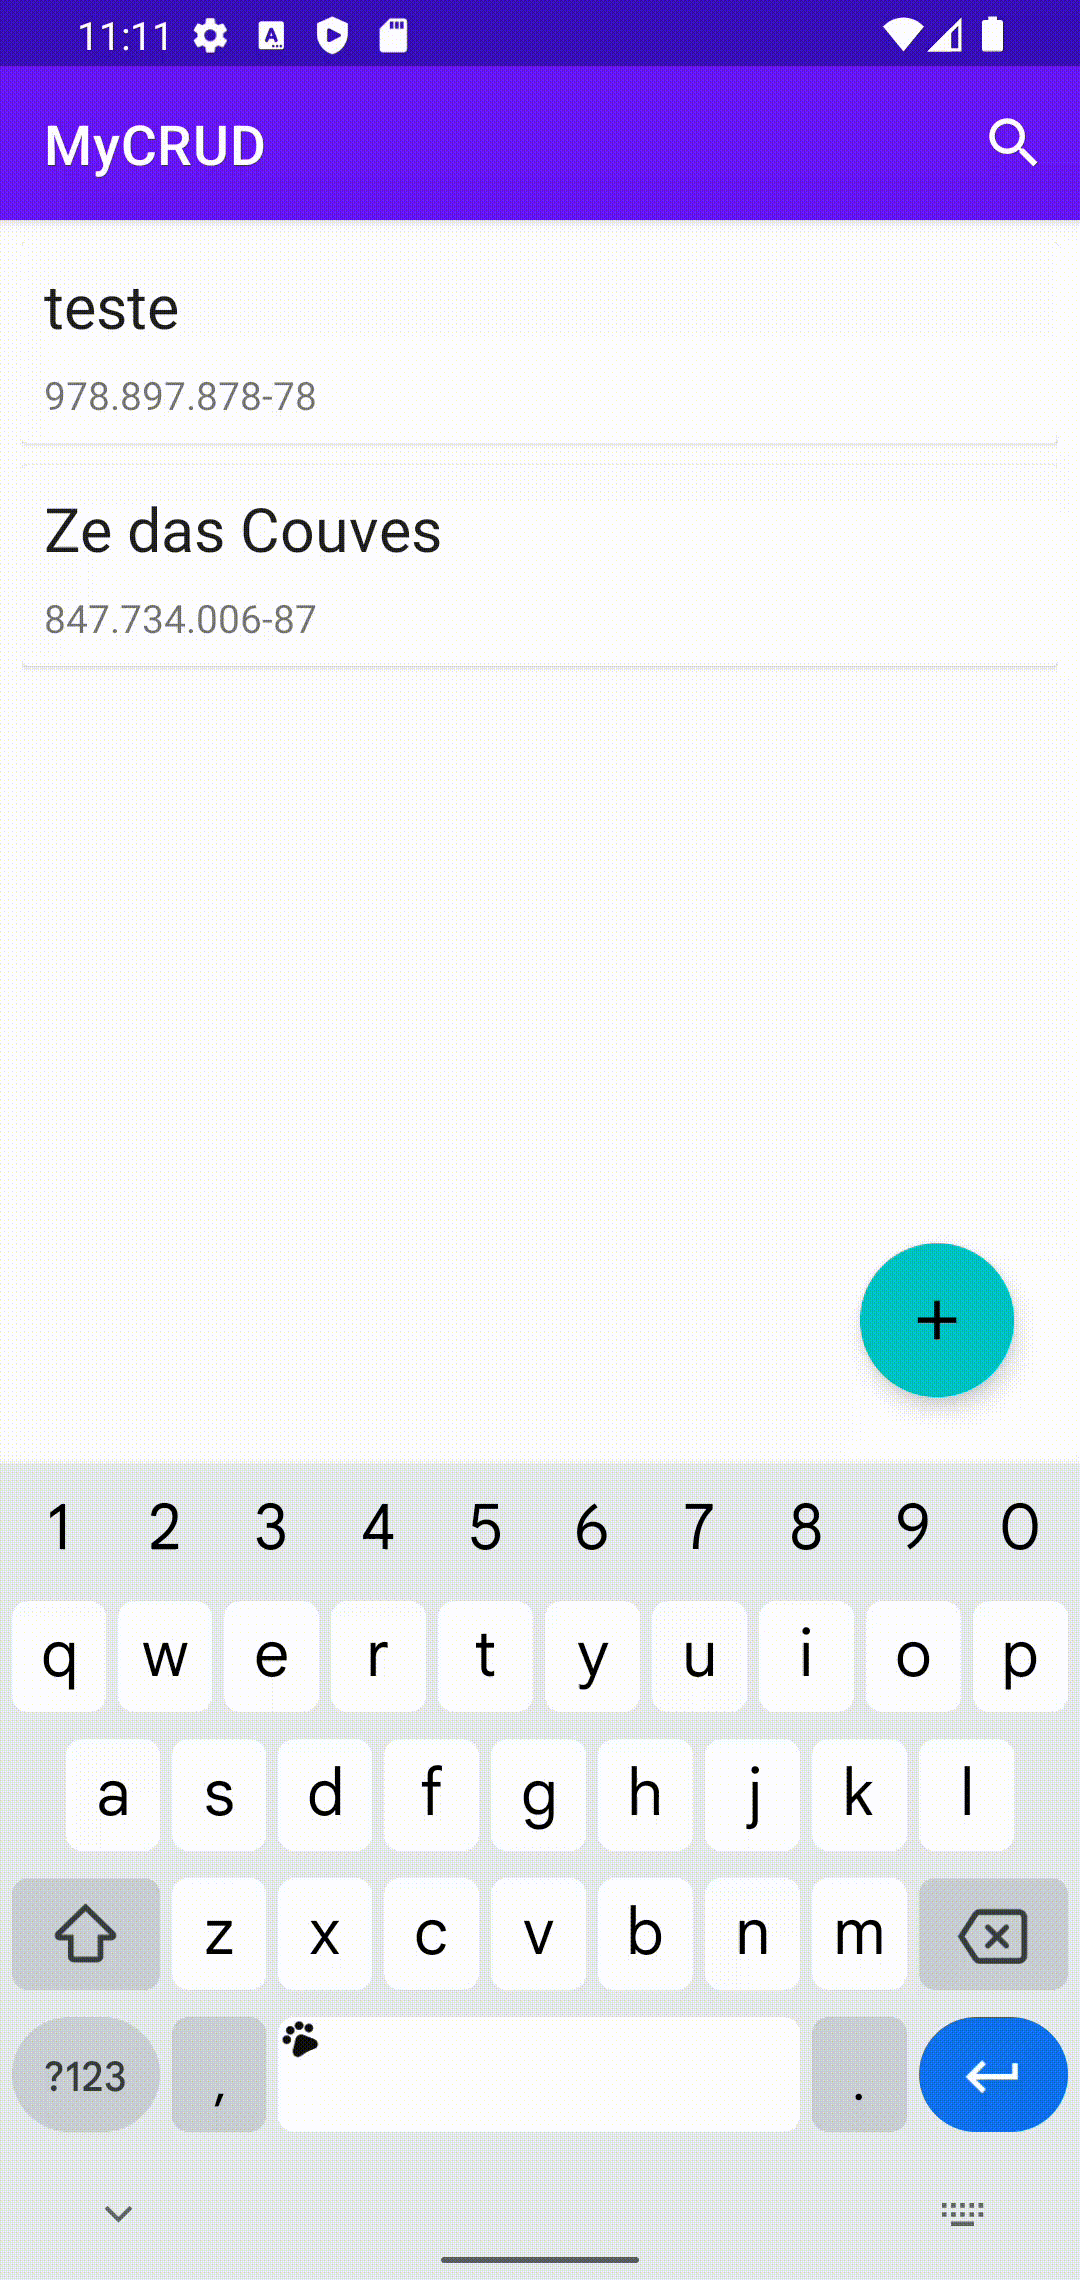 11:11
MyCRUD
teste
978.897.878-78
Ze das Couves
847.734.006-87
1 2 3 4 5 6 7 8 9 0
q w e r t y u i o p
a s d f g h j k l
z x c v b n m
?123 , .